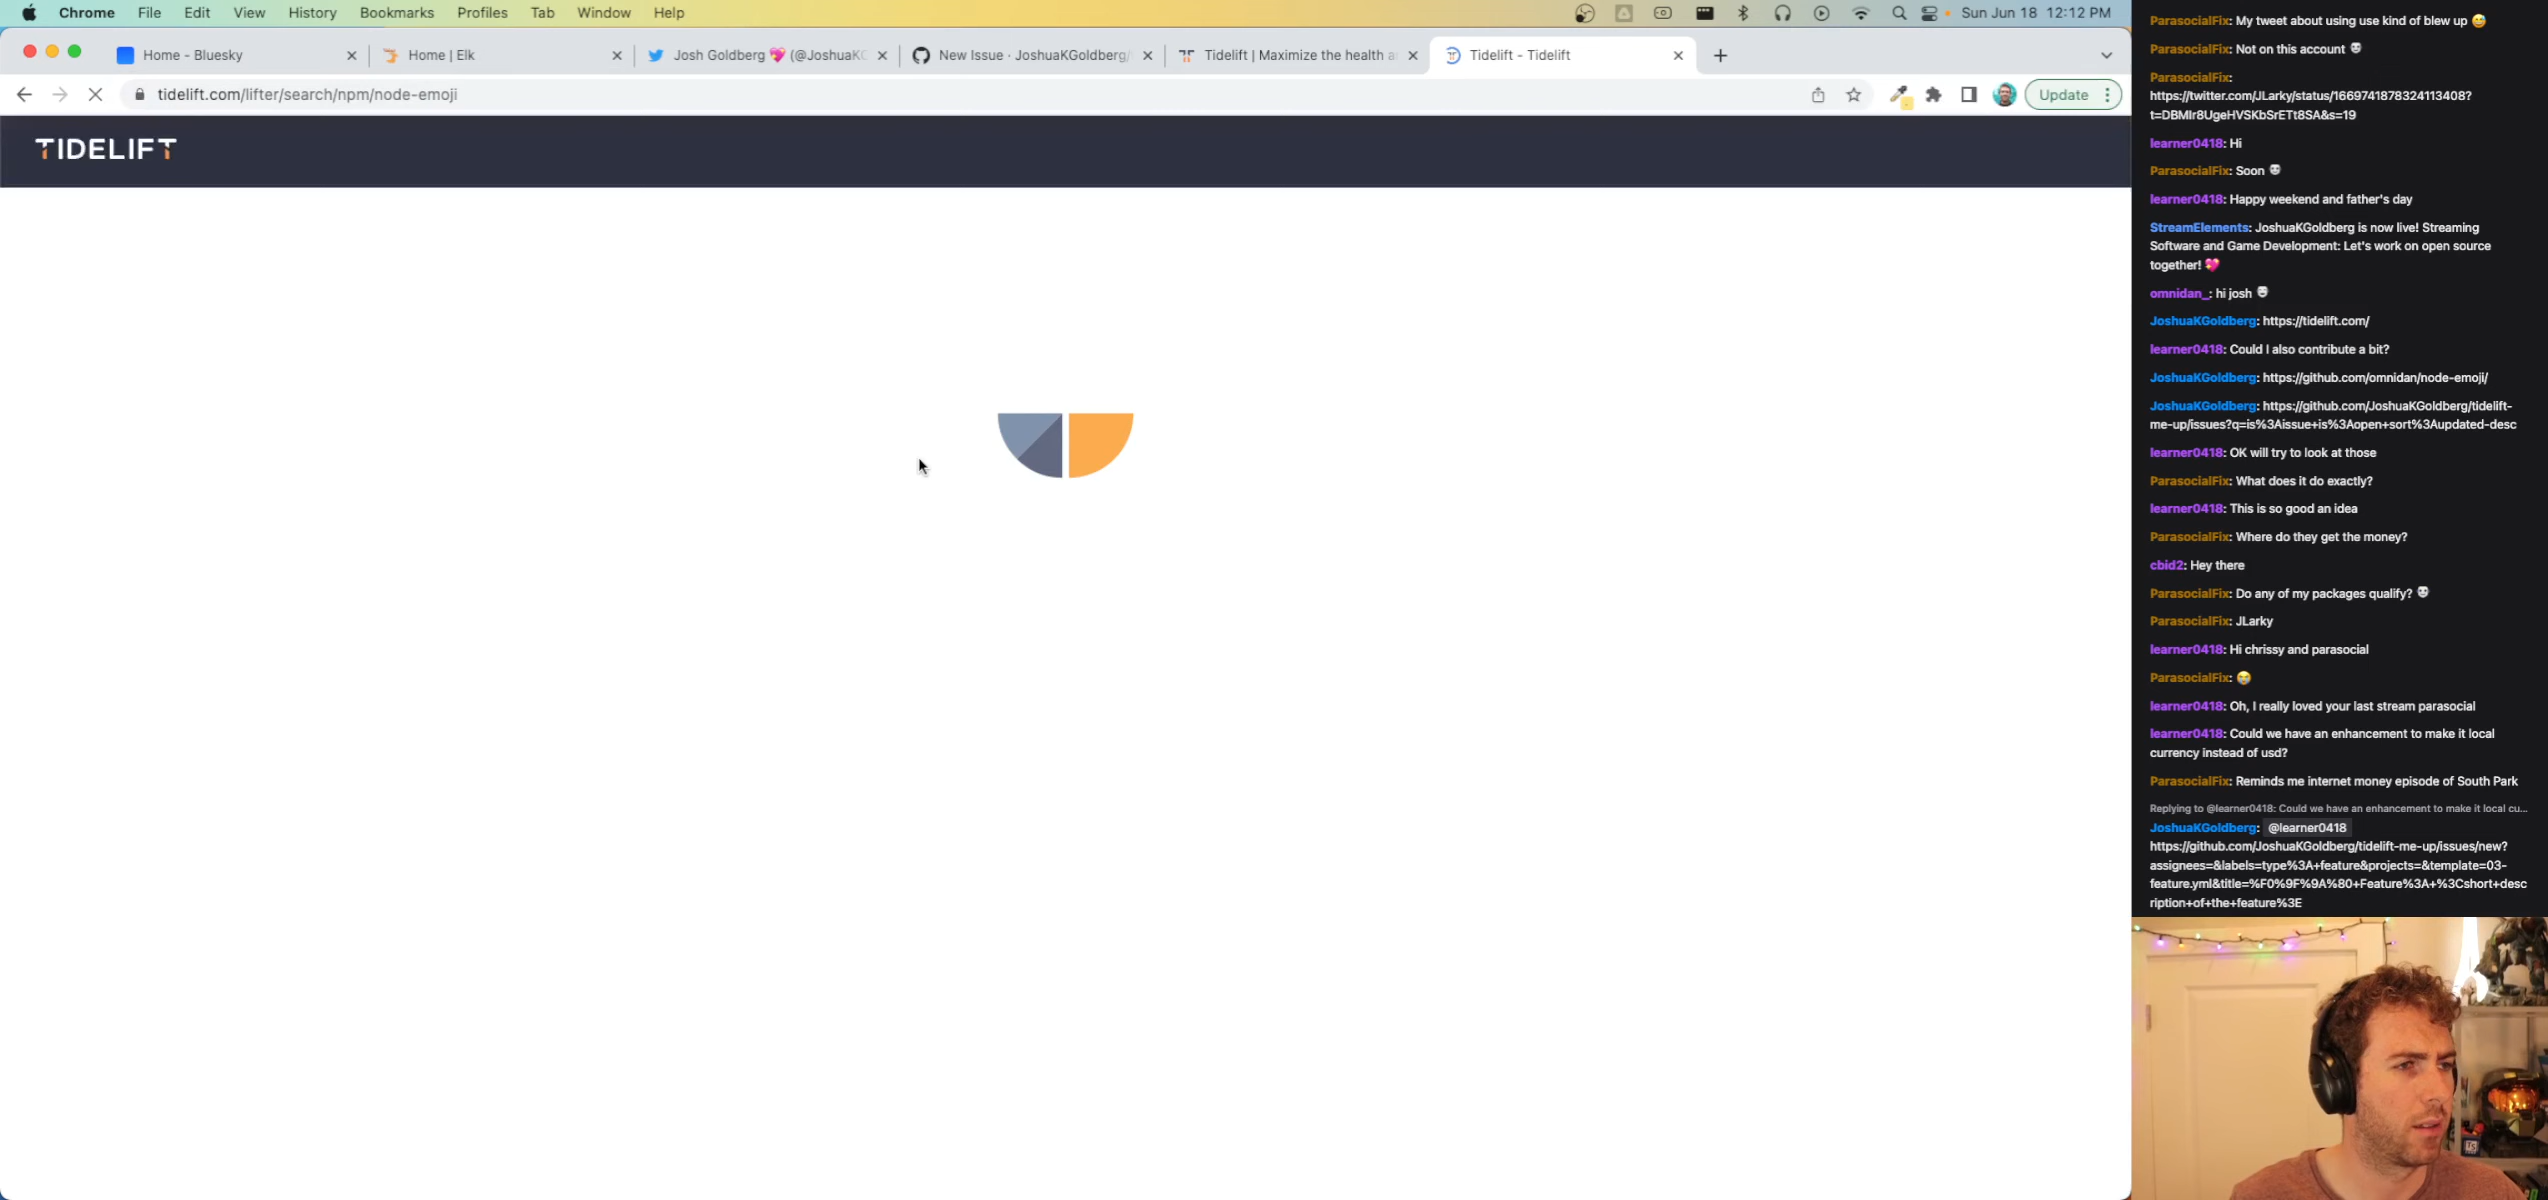 Chrome File Edit View History Bookmarks Profiles Tab Window Help Sun Jun 18 12:12 PM
Home - Bluesky Home | Elk Josh Goldberg 💖 (@JoshuaKG New Issue · JoshuaKGoldberg/ Tidelift | Maximize the health a Tidelift - Tidelift
tidelift.com/lifter/search/npm/node-emoji Update
TIDELIFT
ParasocialFix: My tweet about using use kind of blew up 😅
ParasocialFix: Not on this account
ParasocialFix:
https://twitter.com/JLarky/status/1669741878324113408?
t=DBMIr8UgeHVSKbSrETt8SA&s=19
learner0418: Hi
ParasocialFix: Soon
learner0418: Happy weekend and father's day
StreamElements: JoshuaKGoldberg is now live! Streaming
Software and Game Development: Let's work on open source
together! 💖
omnidan_: hi josh
JoshuaKGoldberg: https://tidelift.com/
learner0418: Could I also contribute a bit?
JoshuaKGoldberg: https://github.com/omnidan/node-emoji/
JoshuaKGoldberg: https://github.com/JoshuaKGoldberg/tidelift-
me-up/issues?q=is%3Aissue+is%3Aopen+sort%3Aupdated-desc
learner0418: OK will try to look at those
ParasocialFix: What does it do exactly?
learner0418: This is so good an idea
ParasocialFix: Where do they get the money?
cbid2: Hey there
ParasocialFix: Do any of my packages qualify?
ParasocialFix: JLarky
learner0418: Hi chrissy and parasocial
ParasocialFix: 😭
learner0418: Oh, I really loved your last stream parasocial
learner0418: Could we have an enhancement to make it local
currency instead of usd?
ParasocialFix: Reminds me internet money episode of South Park
Replying to @learner0418: Could we have an enhancement to make it local cu...
JoshuaKGoldberg: @learner0418
https://github.com/JoshuaKGoldberg/tidelift-me-up/issues/new?
assignees=&labels=type%3A+feature&projects=&template=03-
feature.yml&title=%F0%9F%9A%80+Feature%3A+%3Cshort+desc
ription+of+the+feature%3E